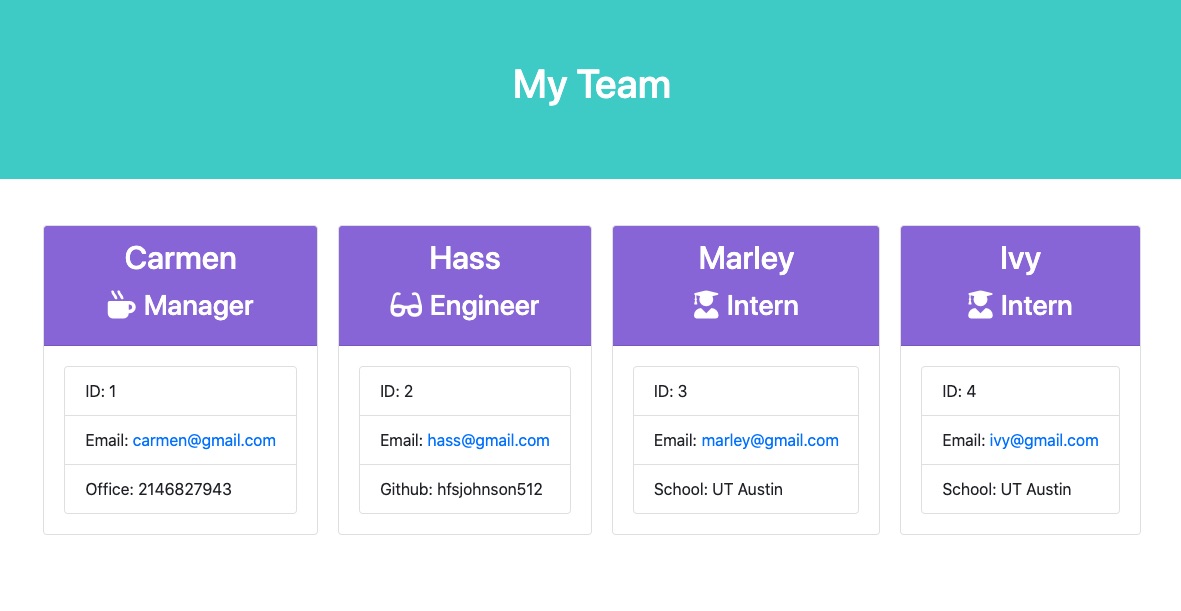 My Team
Carmen
Manager
ID: 1
Email: carmen@gmail.com
Office: 2146827943
Hass
Engineer
ID: 2
Email: hass@gmail.com
Github: hfsjohnson512
Marley
Intern
ID: 3
Email: marley@gmail.com
School: UT Austin
Ivy
Intern
ID: 4
Email: ivy@gmail.com
School: UT Austin